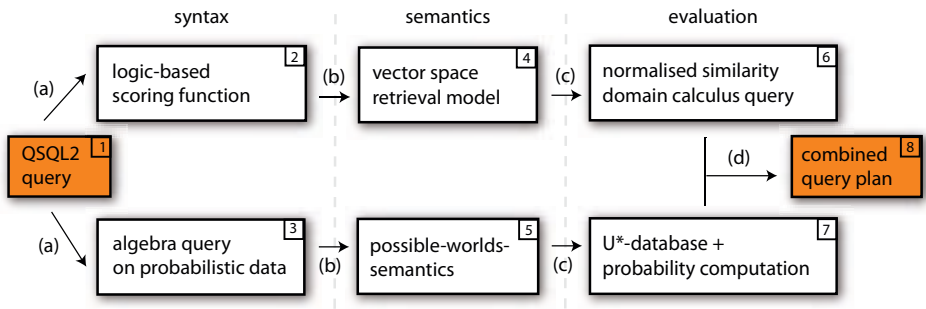 syntax
semantics
evaluation
2
logic-based
scoring function
(a)
(b)
4
vector space
retrieval model
(c)
6
normalised similarity
domain calculus query
1
QSQL2
query
(d)
8
combined
query plan
(a)
3
algebra query
on probabilistic data
(b)
5
possible-worlds-
semantics
(c)
7
U*-database +
probability computation